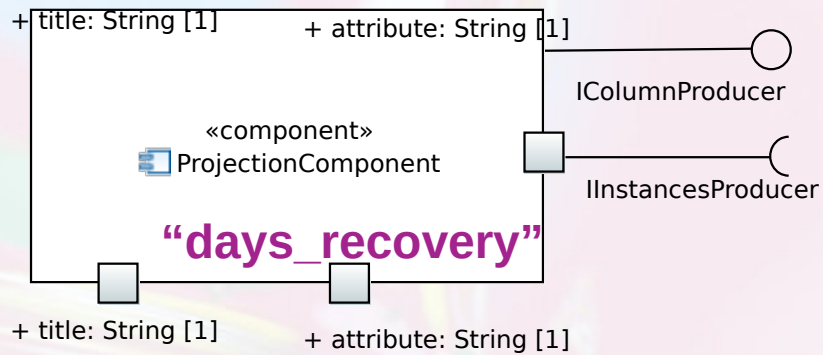 + title: String [1]
+ attribute: String [1]
IColumnProducer
«component»
ProjectionComponent
IInstancesProducer
“days_recovery”
+ title: String [1]
+ attribute: String [1]